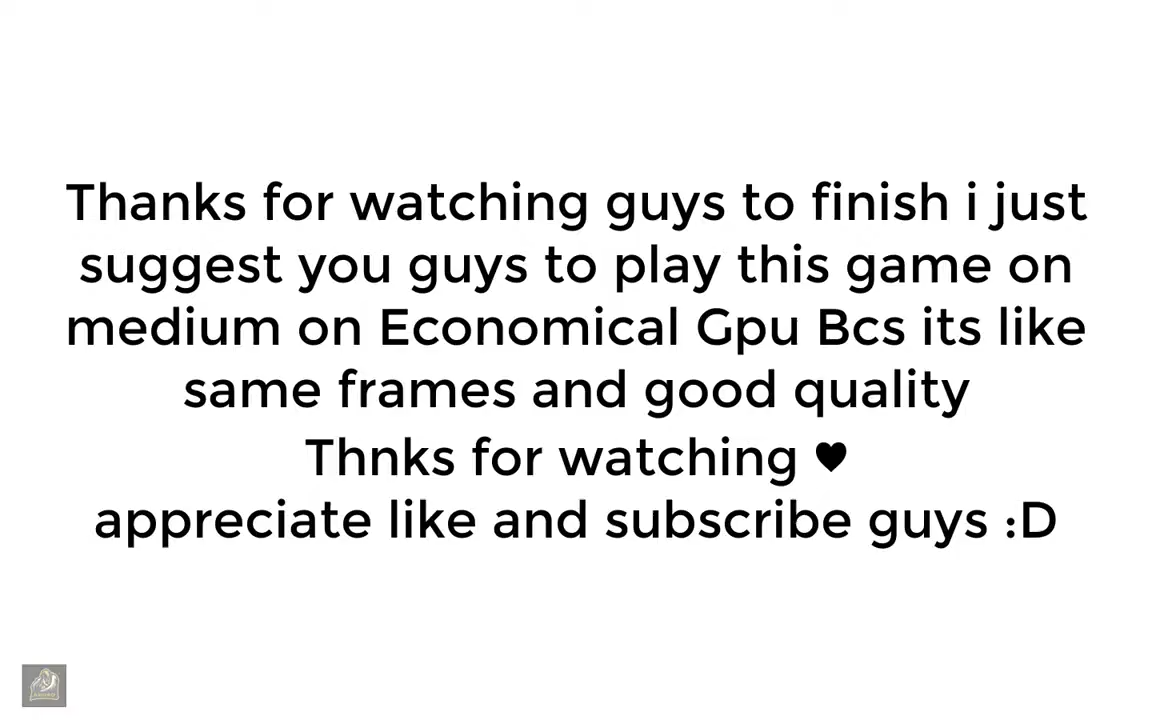 Thanks for watching guys to finish i just
suggest you guys to play this game on
medium on Economical Gpu Bcs its like
same frames and good quality
Thnks for watching ♥
appreciate like and subscribe guys :D